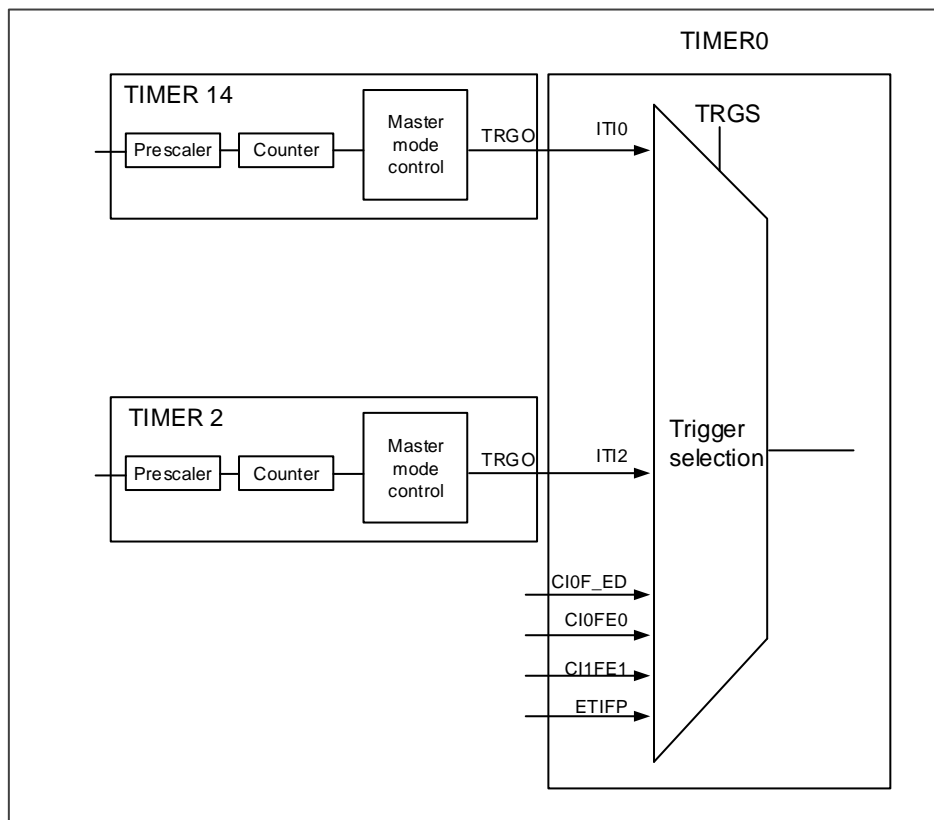 TIMER0
TIMER 14
Prescaler
Counter
Master
mode
control
TRGO
ITI0
TRGS
TIMER 2
Prescaler
Counter
Master
mode
control
TRGO
ITI2
Trigger
selection
CI0F_ED
CI0FE0
CI1FE1
ETIFP